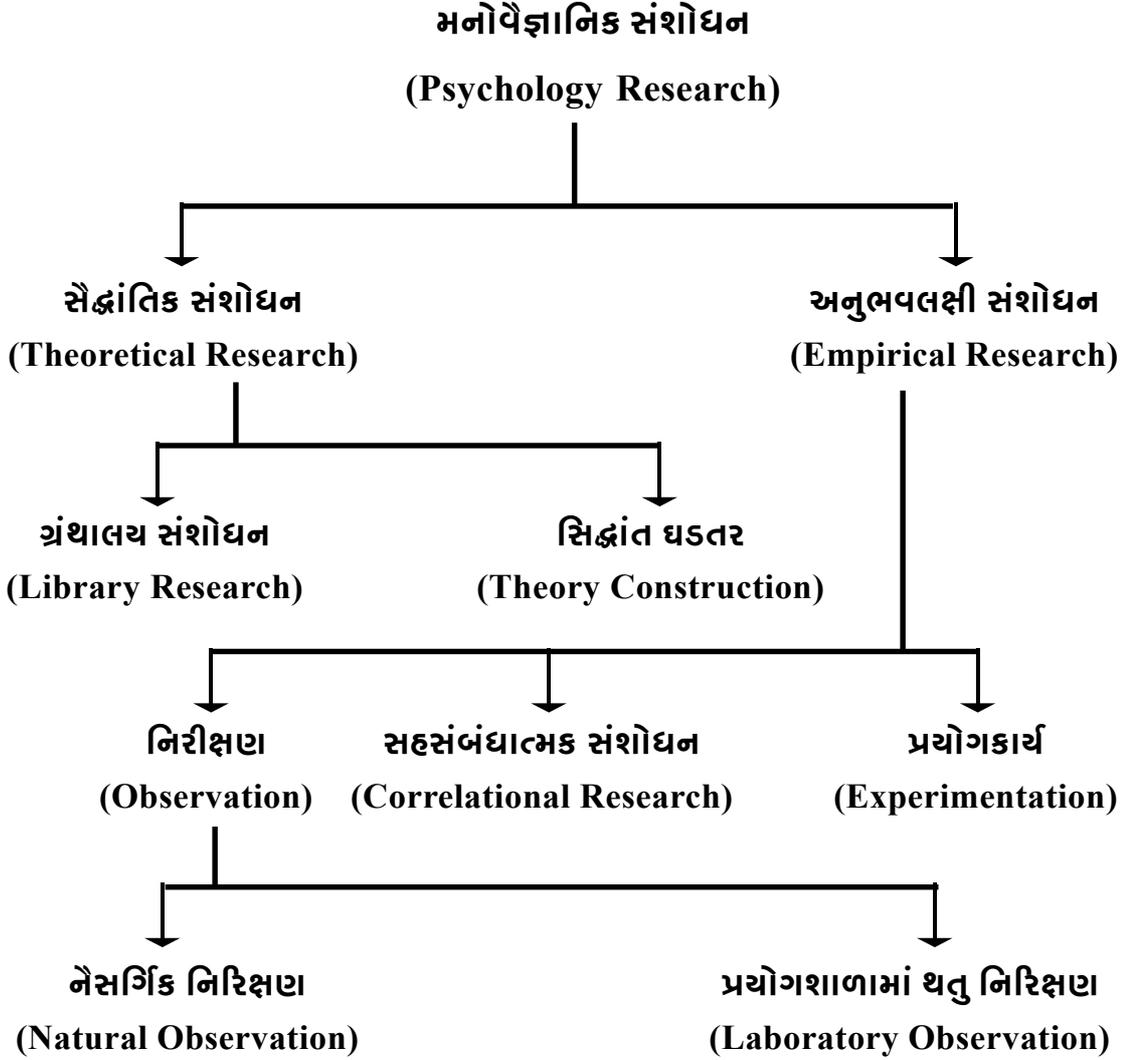 મનોવૈજ્ઞાનિક સંશોધન
(Psychology Research)
સૈદ્ધાંતિક સંશોધન
(Theoretical Research)
અનુભવલક્ષી સંશોધન
(Empirical Research)
ગ્રંથાલય સંશોધન
(Library Research)
સિદ્ધાંત ઘડતર
(Theory Construction)
નિરીક્ષણ
(Observation)
સહસંબંધાત્મક સંશોધન
(Correlational Research)
પ્રયોગકાર્ય
(Experimentation)
નૈસર્ગિક નિરિક્ષણ
(Natural Observation)
પ્રયોગશાળામાં થતુ નિરિક્ષણ
(Laboratory Observation)